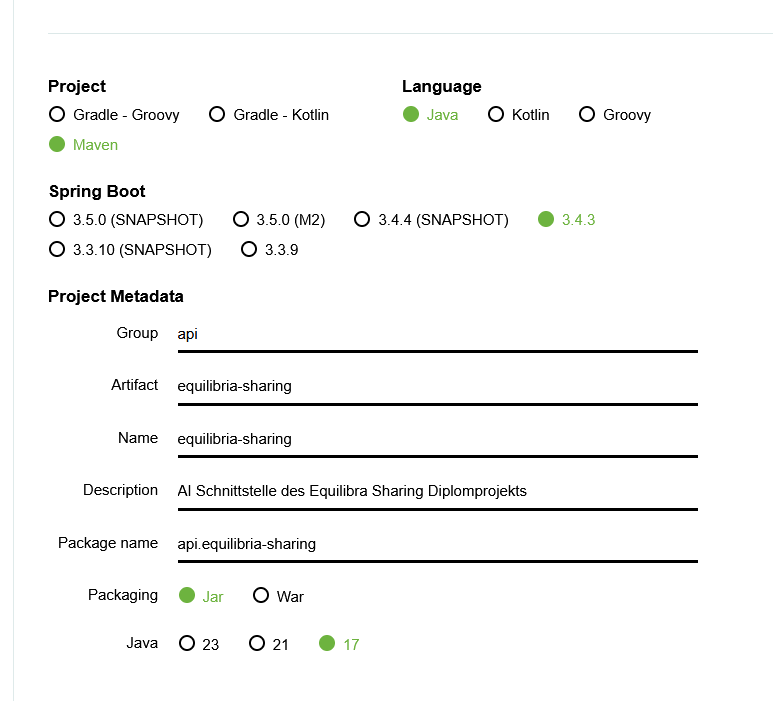 Project
Gradle - Groovy Gradle - Kotlin
Maven
Language
Java Kotlin Groovy
Spring Boot
3.5.0 (SNAPSHOT) 3.5.0 (M2) 3.4.4 (SNAPSHOT) 3.4.3
3.3.10 (SNAPSHOT) 3.3.9
Project Metadata
Group api
Artifact equilibria-sharing
Name equilibria-sharing
Description AI Schnittstelle des Equilibra Sharing Diplomprojekts
Package name api.equilibria-sharing
Packaging Jar War
Java 23 21 17